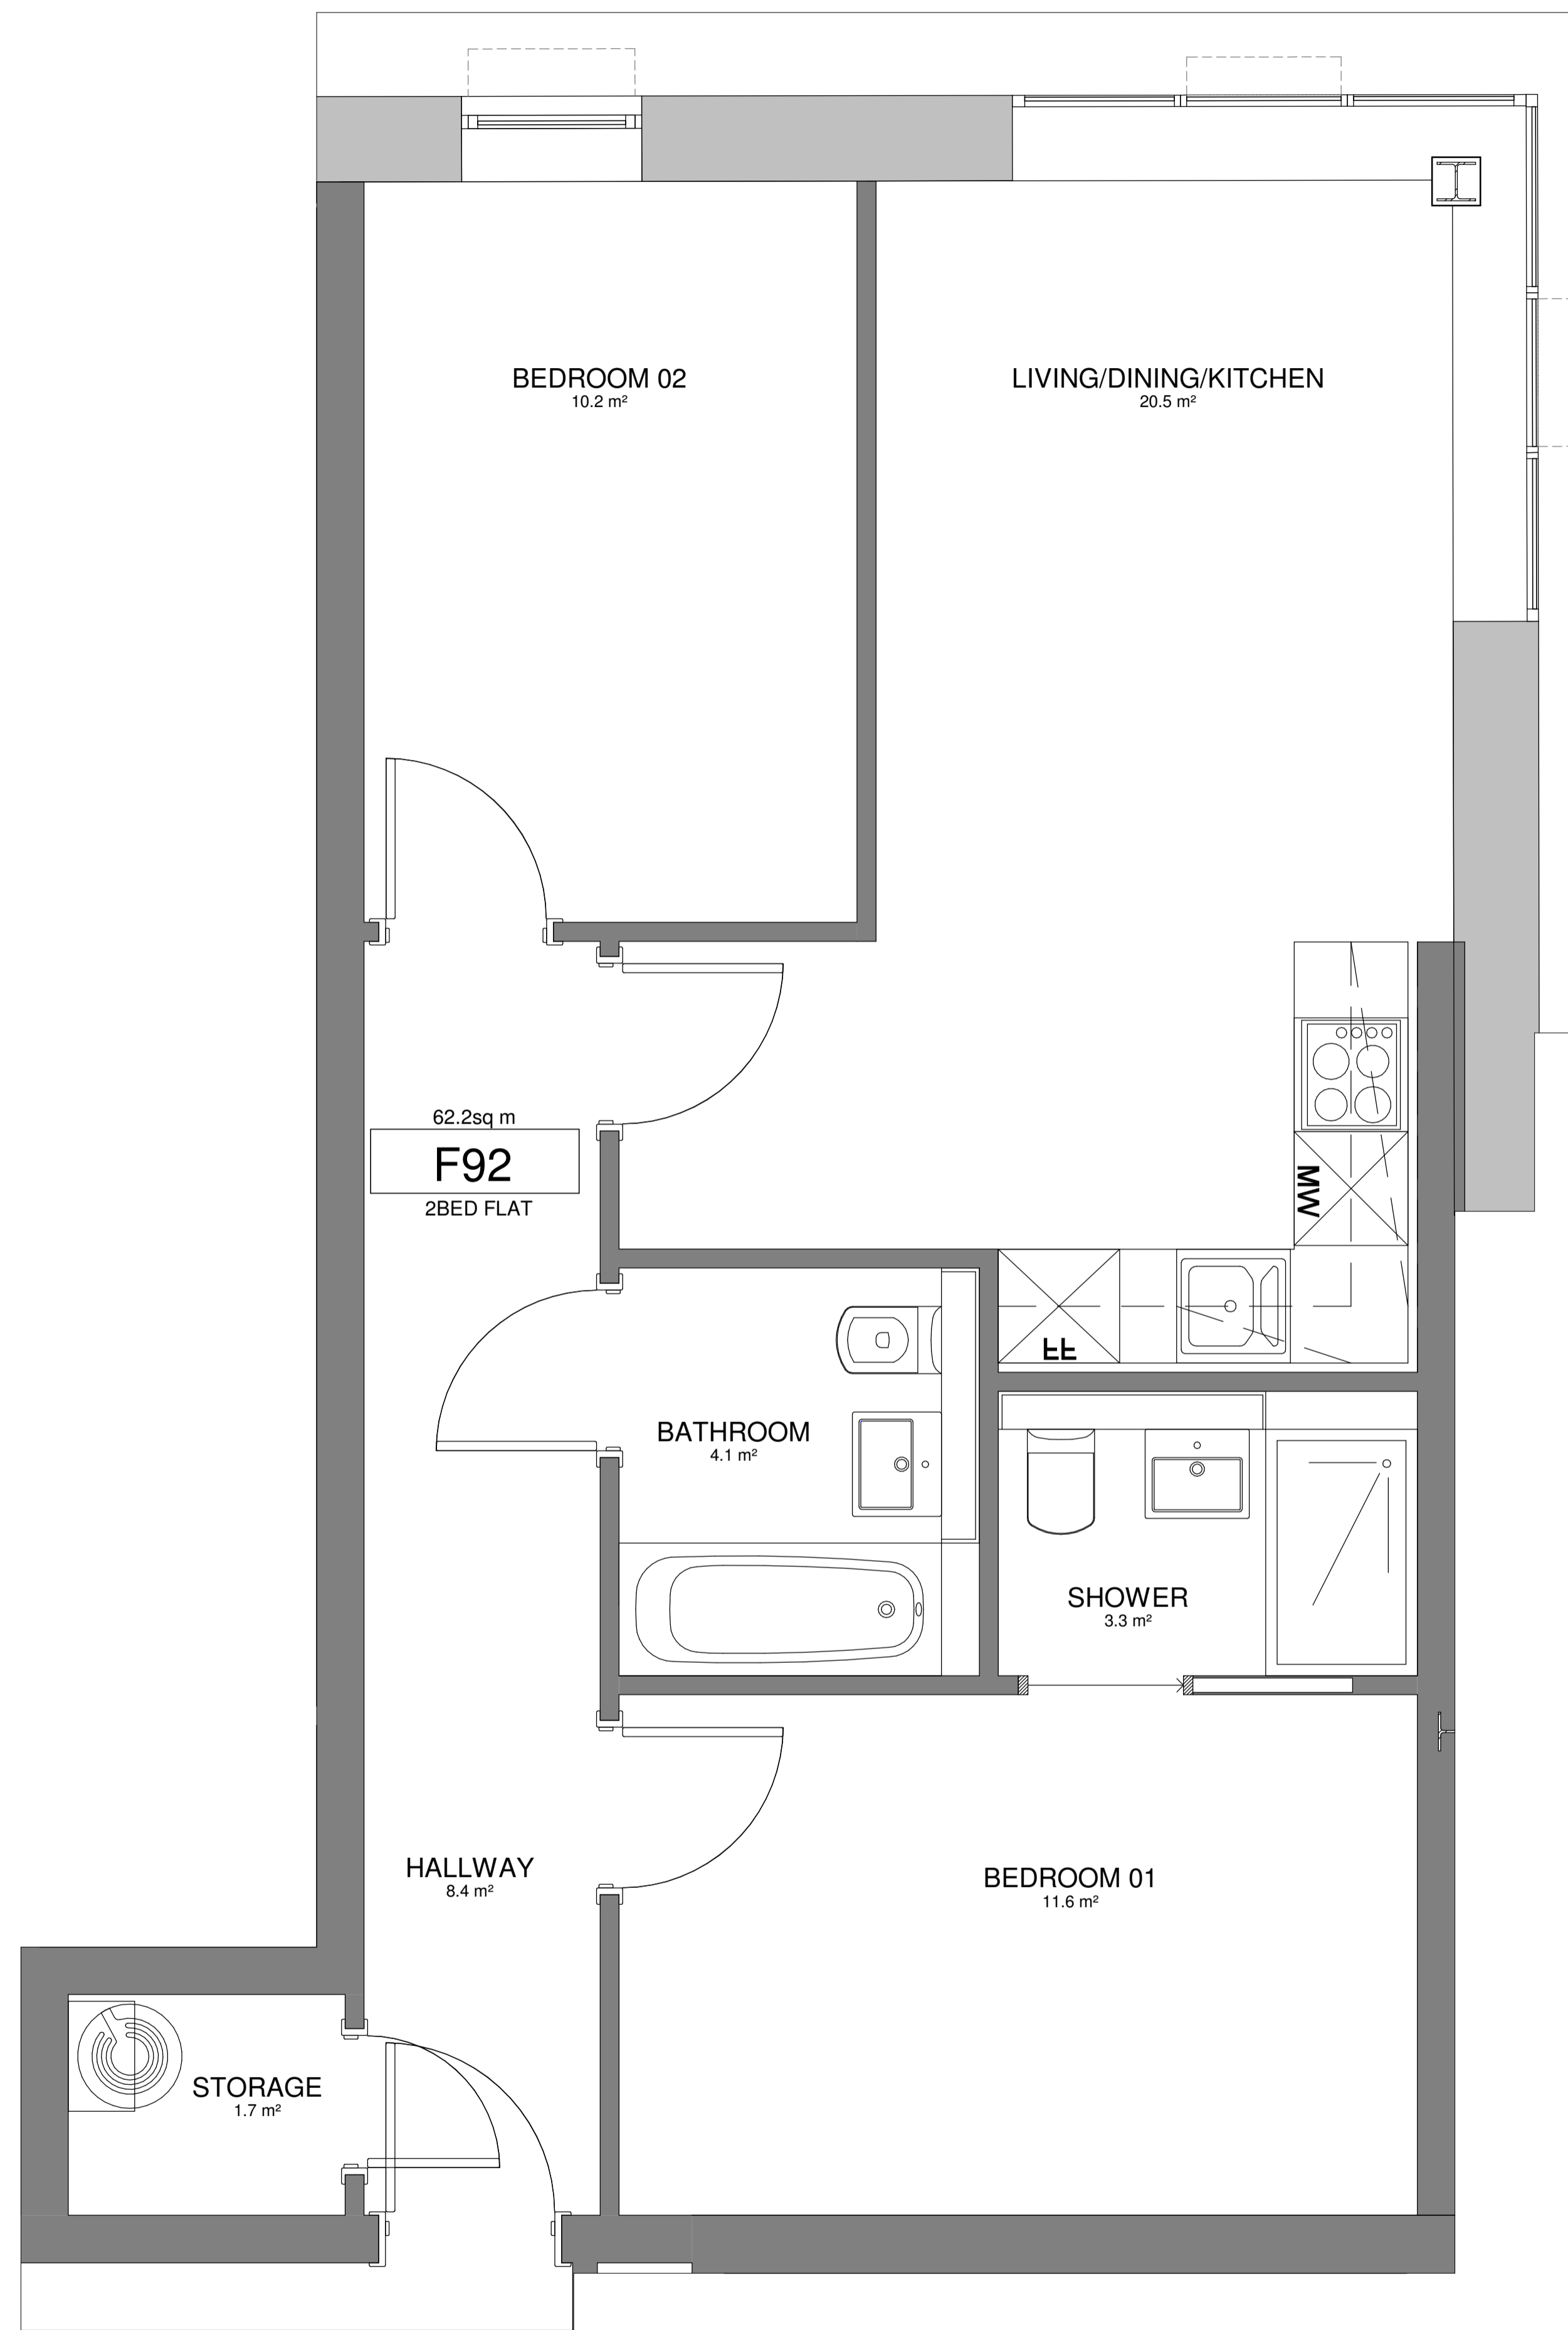 BEDROOM 02
10.2 m²
LIVING/DINING/KITCHEN
20.5 m²
62.2sq m
F92
2BED FLAT
MW
FF
BATHROOM
4.1 m²
SHOWER
3.3 m²
HALLWAY
8.4 m²
BEDROOM 01
11.6 m²
STORAGE
1.7 m²